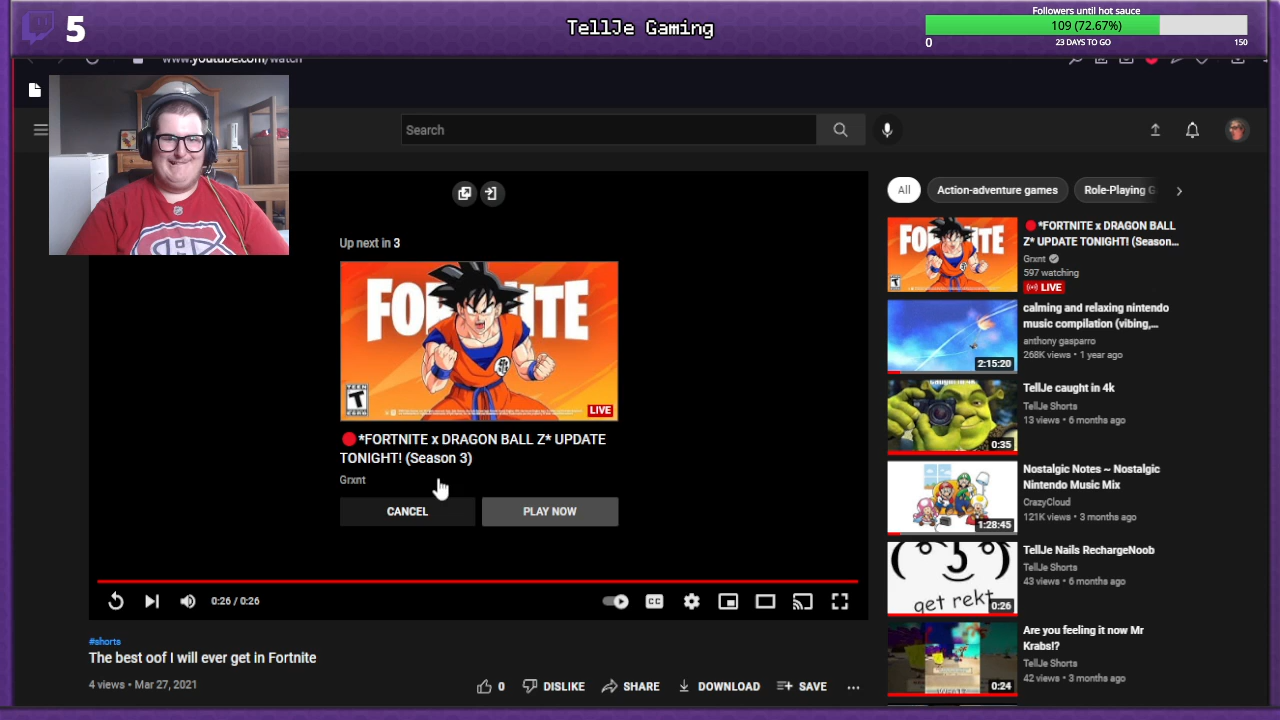 5
TellJe Gaming
Followers until hot sauce
109 (72.67%)
0
23 DAYS TO GO
150
www.youtube.com/watch
Search
All
Action-adventure games
Role-Playing G
Up next in 3
FORTNITE
T
LIVE
🔴*FORTNITE x DRAGON BALL Z* UPDATE
TONIGHT! (Season 3)
Grxnt
CANCEL
PLAY NOW
0:26 / 0:26
CC
#shorts
The best oof I will ever get in Fortnite
4 views • Mar 27, 2021
0
DISLIKE
SHARE
DOWNLOAD
SAVE
🔴*FORTNITE x DRAGON BALL
Z* UPDATE TONIGHT! (Season...
Grxnt
597 watching
LIVE
2:15:20
calming and relaxing nintendo
music compilation (vibing,...
anthony gasparro
268K views • 1 year ago
0:35
TellJe caught in 4k
TellJe Shorts
13 views • 6 months ago
1:28:45
Nostalgic Notes ~ Nostalgic
Nintendo Music Mix
CrazyCloud
121K views • 3 months ago
get rekt
0:26
TellJe Nails RechargeNoob
TellJe Shorts
43 views • 6 months ago
0:24
Are you feeling it now Mr
Krabs!?
TellJe Shorts
42 views • 3 months ago